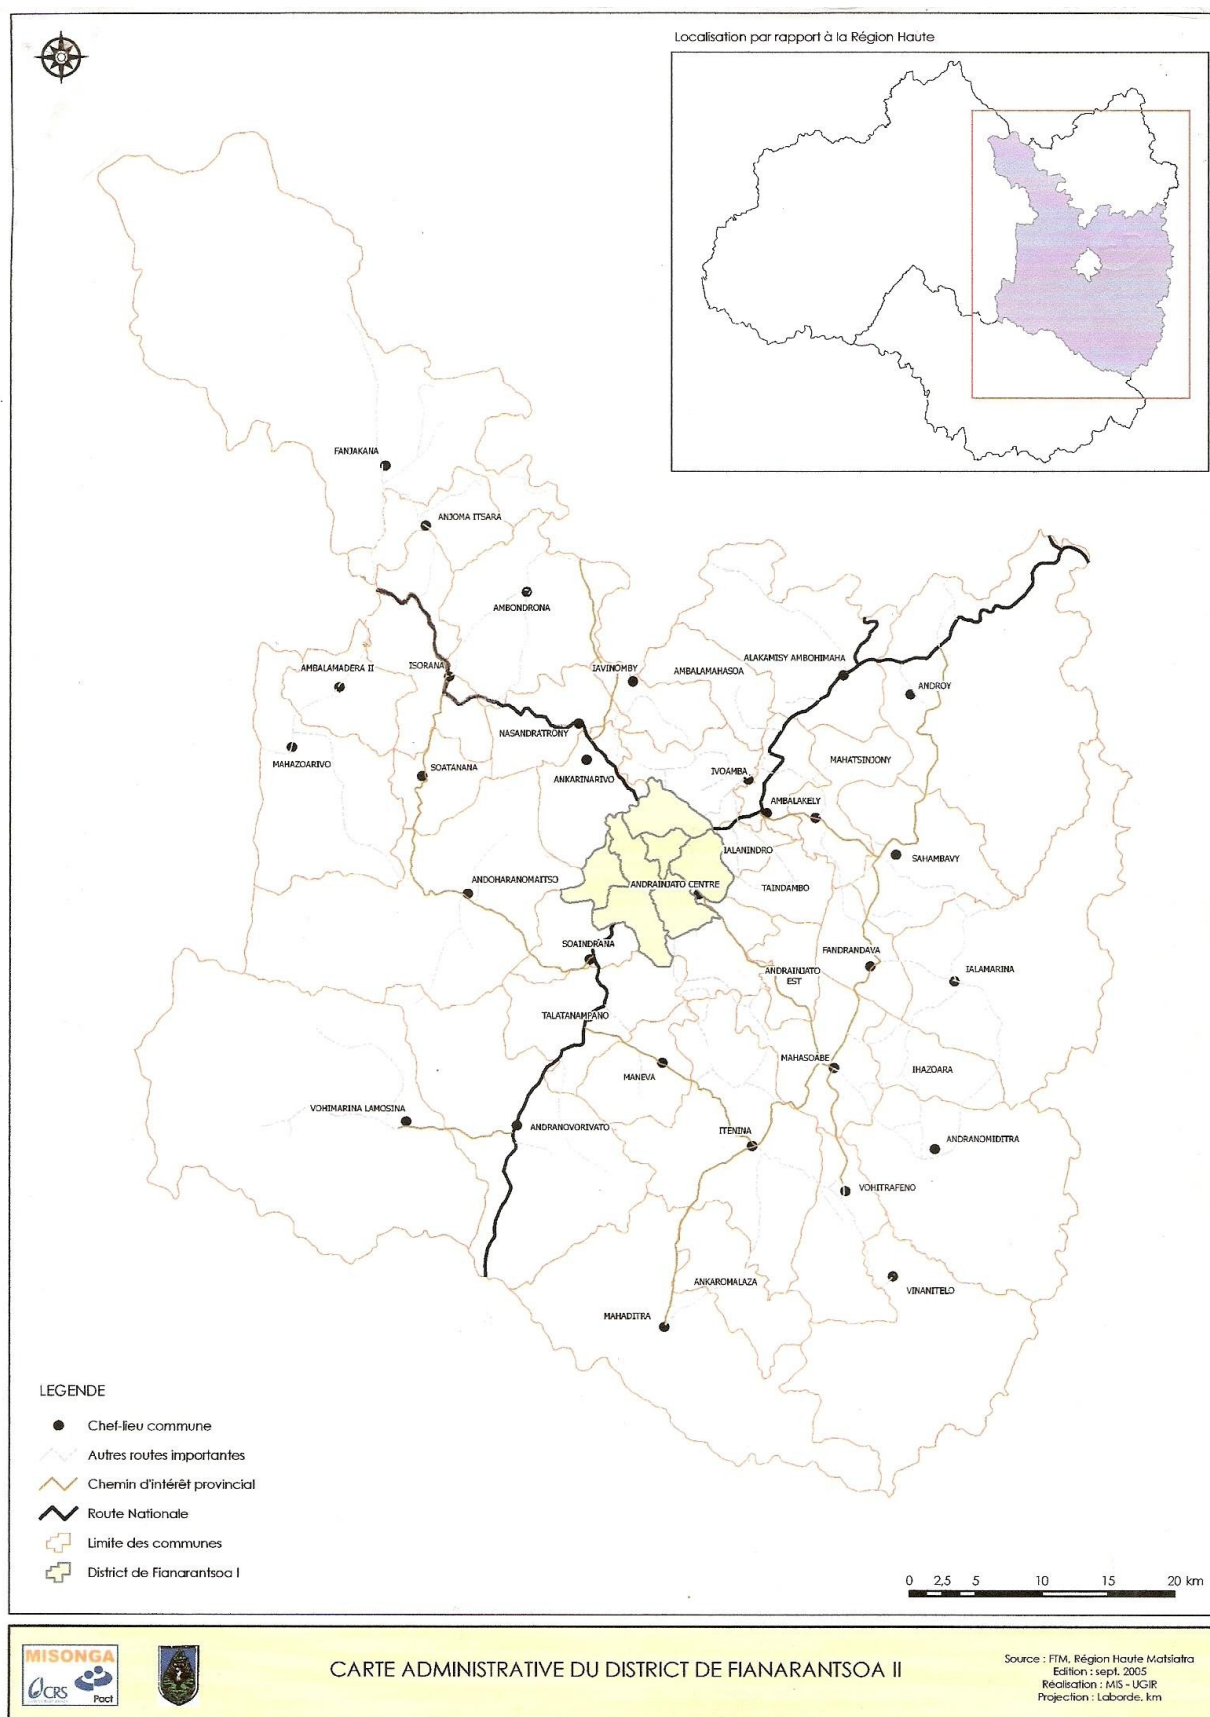 Localisation par rapport à la Région Haute
FANJAKANA
ANJOMA ITSARA
AMBONDRONA
AMBALAMADERA II
ISORANA
IAVINOMBY
AMBALAMAHASOA
ALAKAMISY AMBOHIMAHA
ANDROY
NASANDRATRONY
MAHAZOARIVO
SOATANANA
ANKARINARIVO
IVOAMBA
MAHATSINJONY
AMBALAKELY
IALANINDRO
SAHAMBAVY
ANDOHARANOMAITSO
ANDRAINJATO CENTRE
TAINDAMBO
SOAINDRANA
FANDRANDAVA
ANDRAINJATO
EST
IALAMARINA
TALATANAMPANO
MANEVA
MAHASOABE
IHAZOARA
VOHIMARINA LAMOSINA
ANDRANOVORIVATO
ITENINA
ANDRANOMIDITRA
VOHITRAFENO
ANKAROMALAZA
VINANITELO
MAHADITRA
LEGENDE
Chef-lieu commune
Autres routes importantes
Chemin d'intérêt provincial
Route Nationale
Limite des communes
District de Fianarantsoa I
0 2,5 5 10 15 20 km
MISONGA
CRS
Pact
CARTE ADMINISTRATIVE DU DISTRICT DE FIANARANTSOA II
Source : FTM, Région Haute Matsiatra
Edition : sept. 2005
Réalisation : MIS - UGIR
Projection : Laborde, km